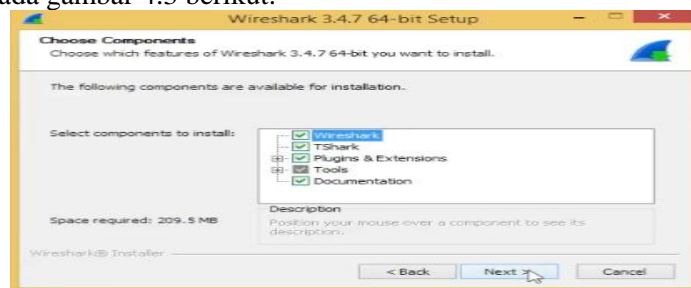 ada gambar 4.5 berikut.
Wireshark 3.4.7 64-bit Setup
Choose Components
Choose which features of Wireshark 3.4.7 64-bit you want to install.
The following components are available for installation.
Select components to install:
Wireshark
TShark
Plugins & Extensions
Tools
Documentation
Space required: 209.5 MB
Description
Position your mouse over a component to see its
description.
Wireshark® Installer
< Back
Next >
Cancel